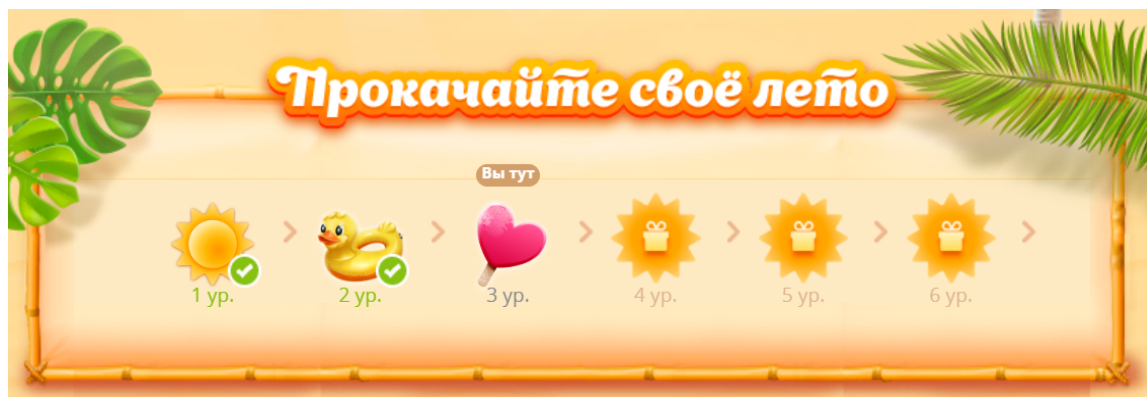 Прокачайте своё лето
Вы тут
1 ур.
2 ур.
3 ур.
4 ур.
5 ур.
6 ур.